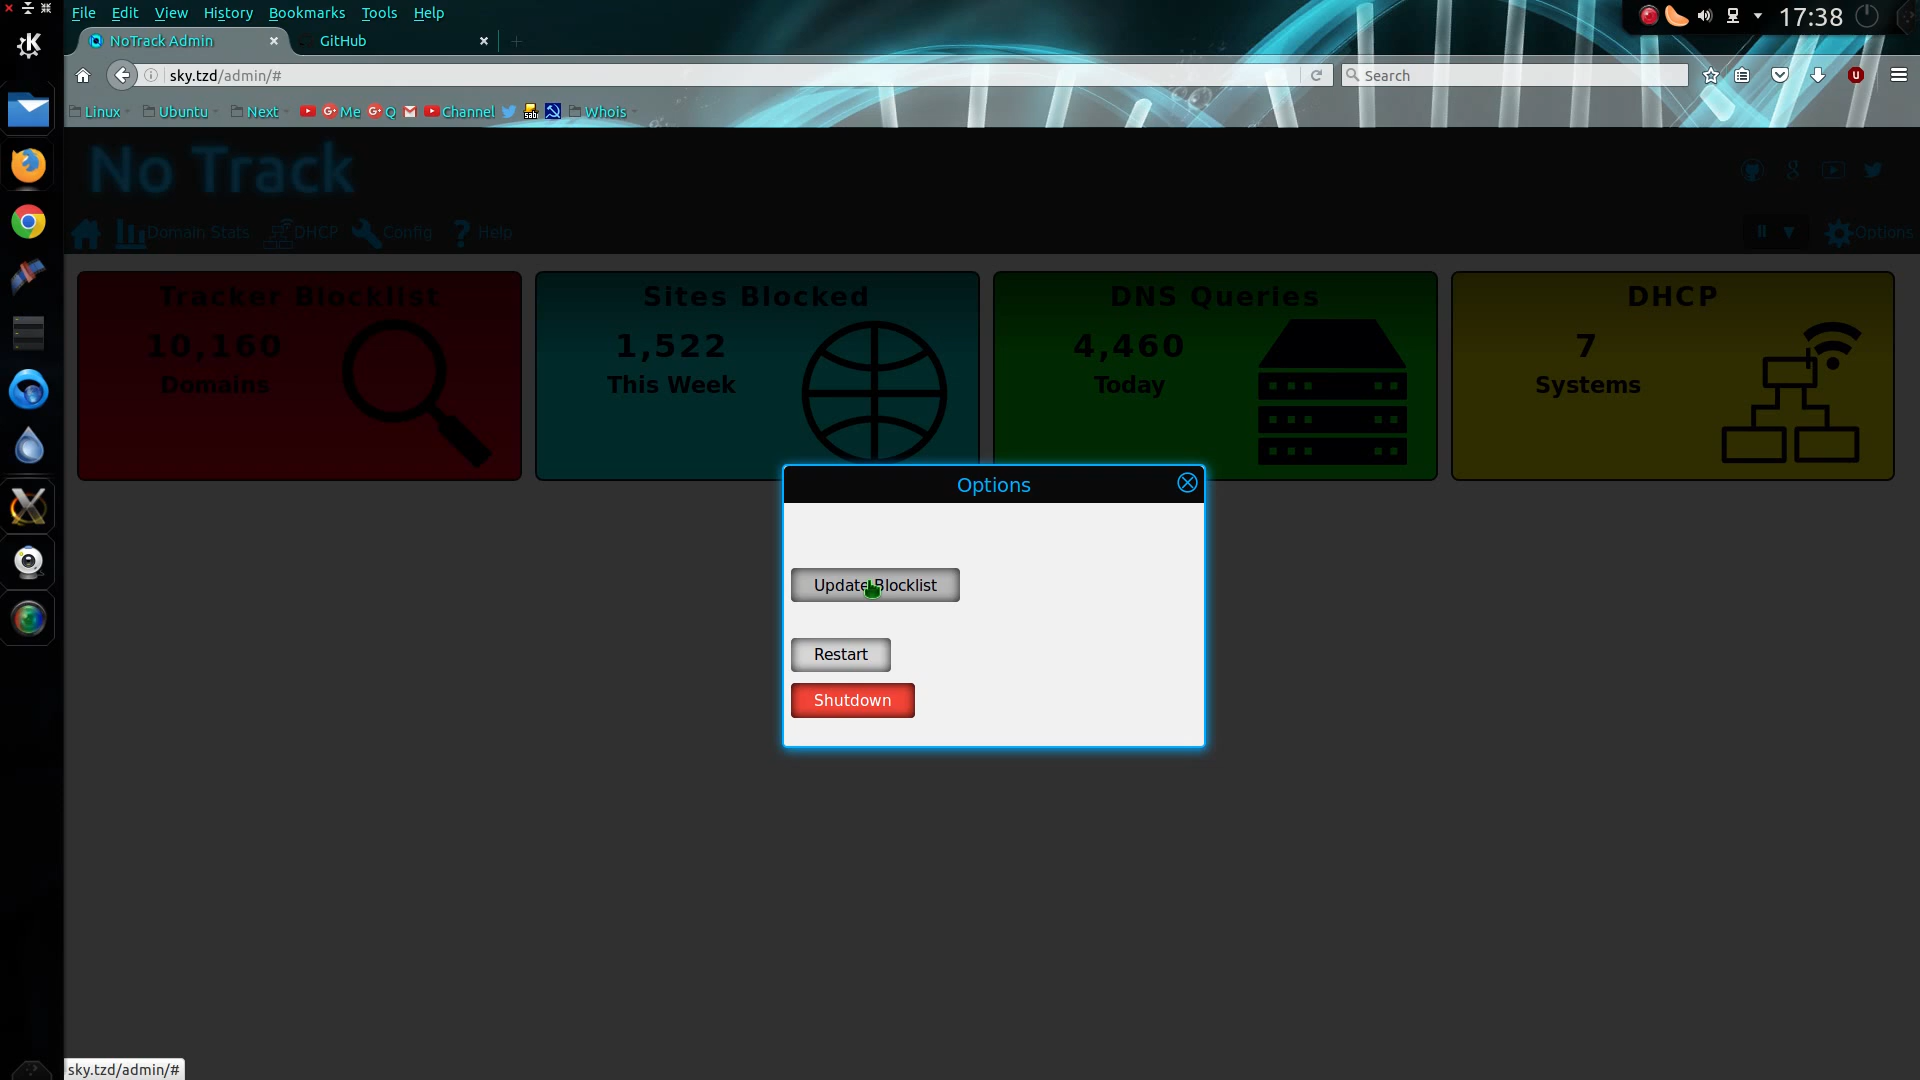 File Edit View History Bookmarks Tools Help
17:38
NoTrack Admin
GitHub
sky.tzd/admin/#
Search
Linux Ubuntu Next Me Q Channel Whois
No Track
Domain Stats DHCP Config Help
Options
Tracker Blocklist
10,160
Domains
Sites Blocked
1,522
This Week
DNS Queries
4,460
Today
DHCP
7
Systems
Options
Update Blocklist
Restart
Shutdown
sky.tzd/admin/#